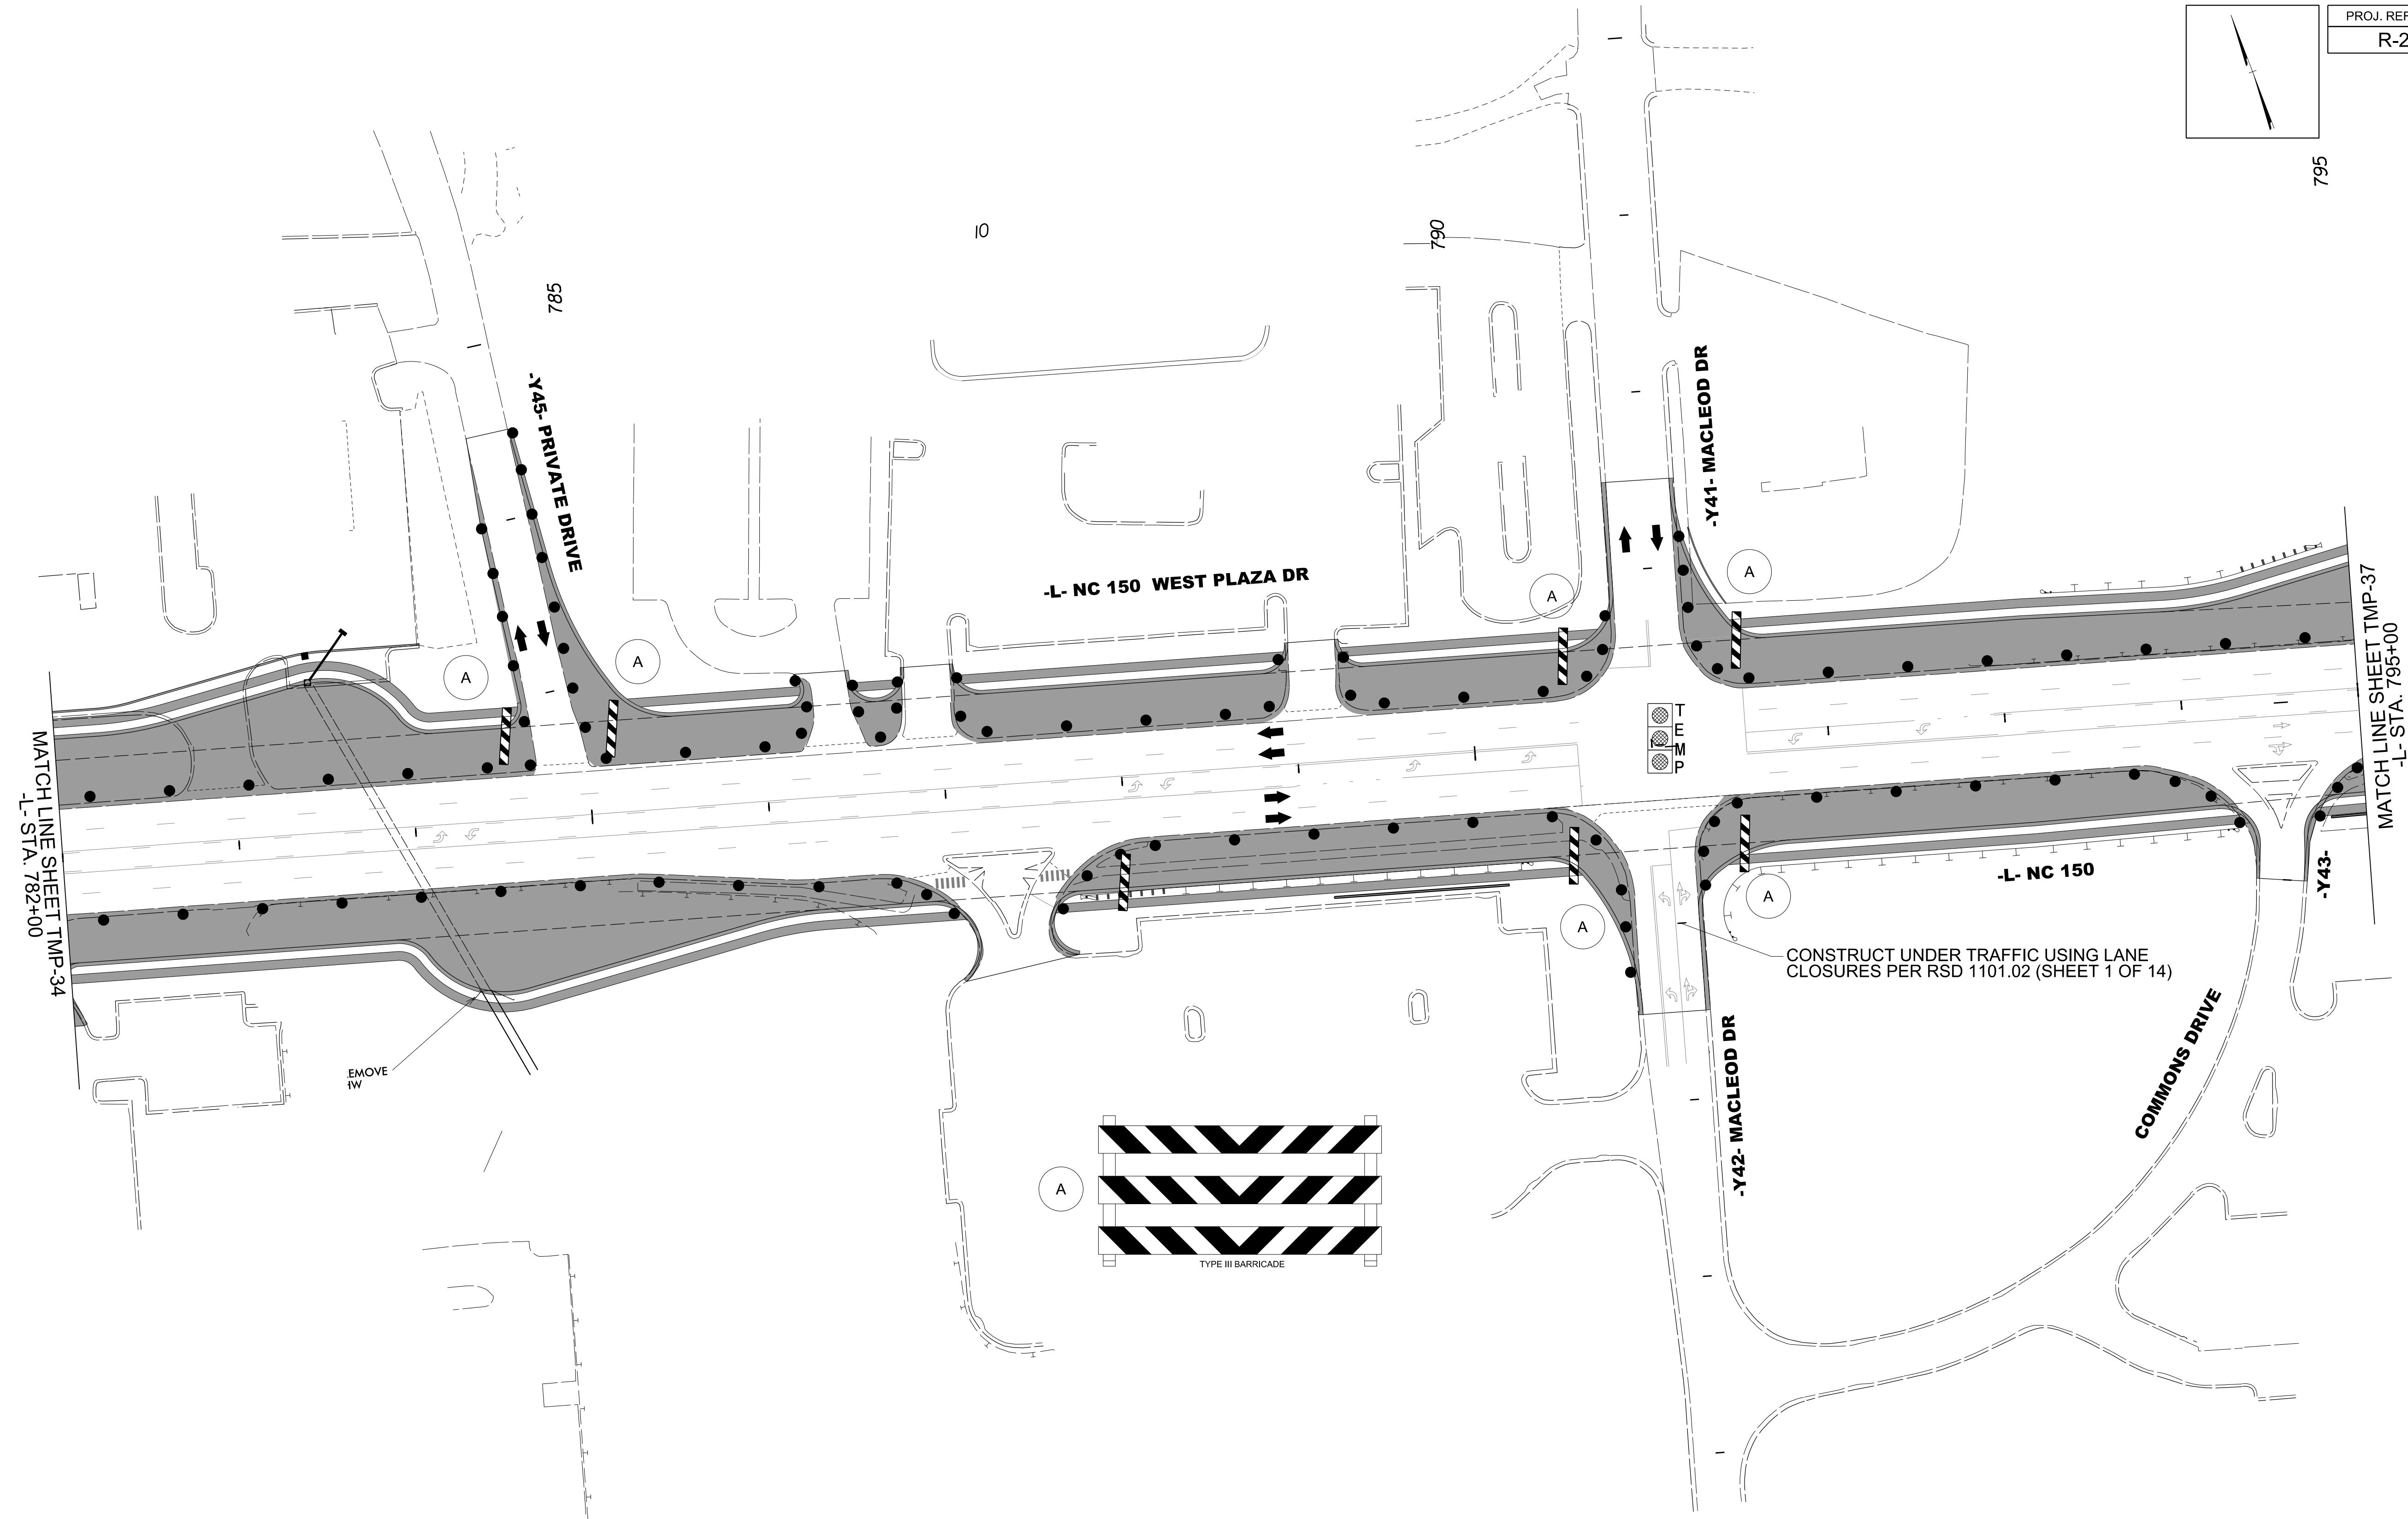 PROJ. REF
R-2
795
10
790
785
-Y45- PRIVATE DRIVE
-Y41- MACLEOD DR
-L- NC 150 WEST PLAZA DR
A
A
A
A
MATCH LINE SHEET TMP-37
-L- STA. 795+00
TEMP
MATCH LINE SHEET TMP-34
-L- STA. 782+00
-L- NC 150
-Y43-
A
A
CONSTRUCT UNDER TRAFFIC USING LANE
CLOSURES PER RSD 1101.02 (SHEET 1 OF 14)
EMOVE
HW
-Y42- MACLEOD DR
COMMONS DRIVE
A
TYPE III BARRICADE